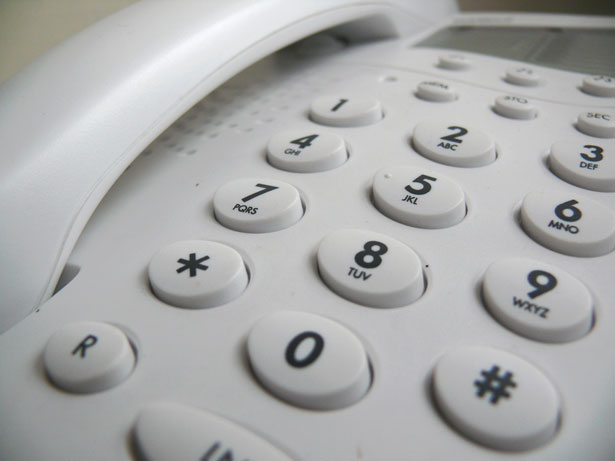 STO
SEC
1
2
ABC
3
DEF
4
GHI
5
JKL
6
MNO
7
PQRS
8
TUV
9
WXYZ
*
0
#
R